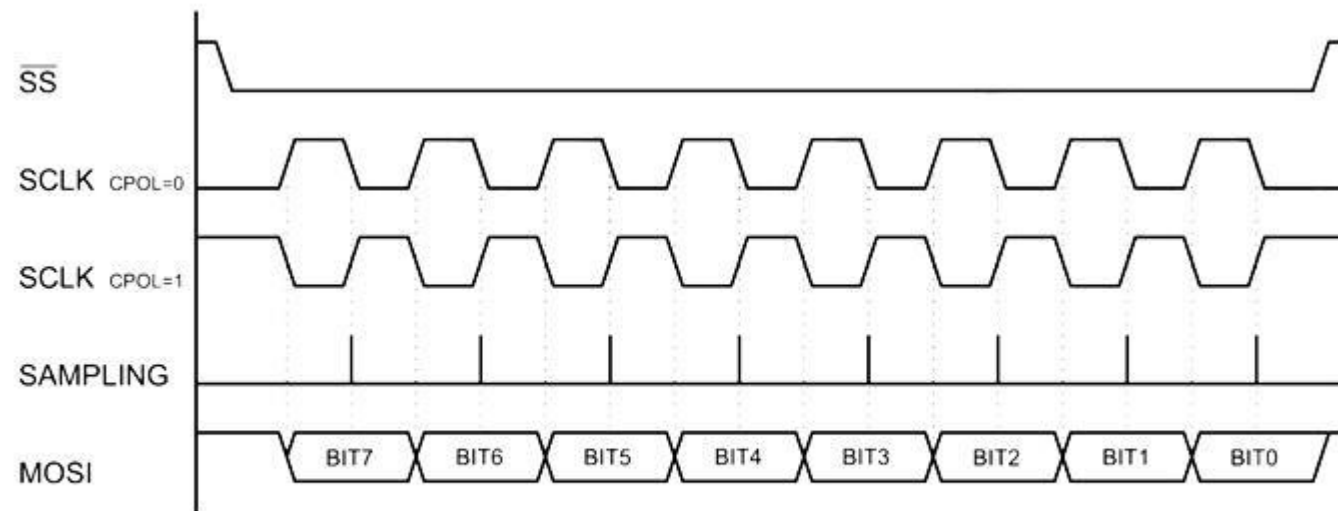 SS
SCLK CPOL=0
SCLK CPOL=1
SAMPLING
MOSI BIT7 BIT6 BIT5 BIT4 BIT3 BIT2 BIT1 BIT0